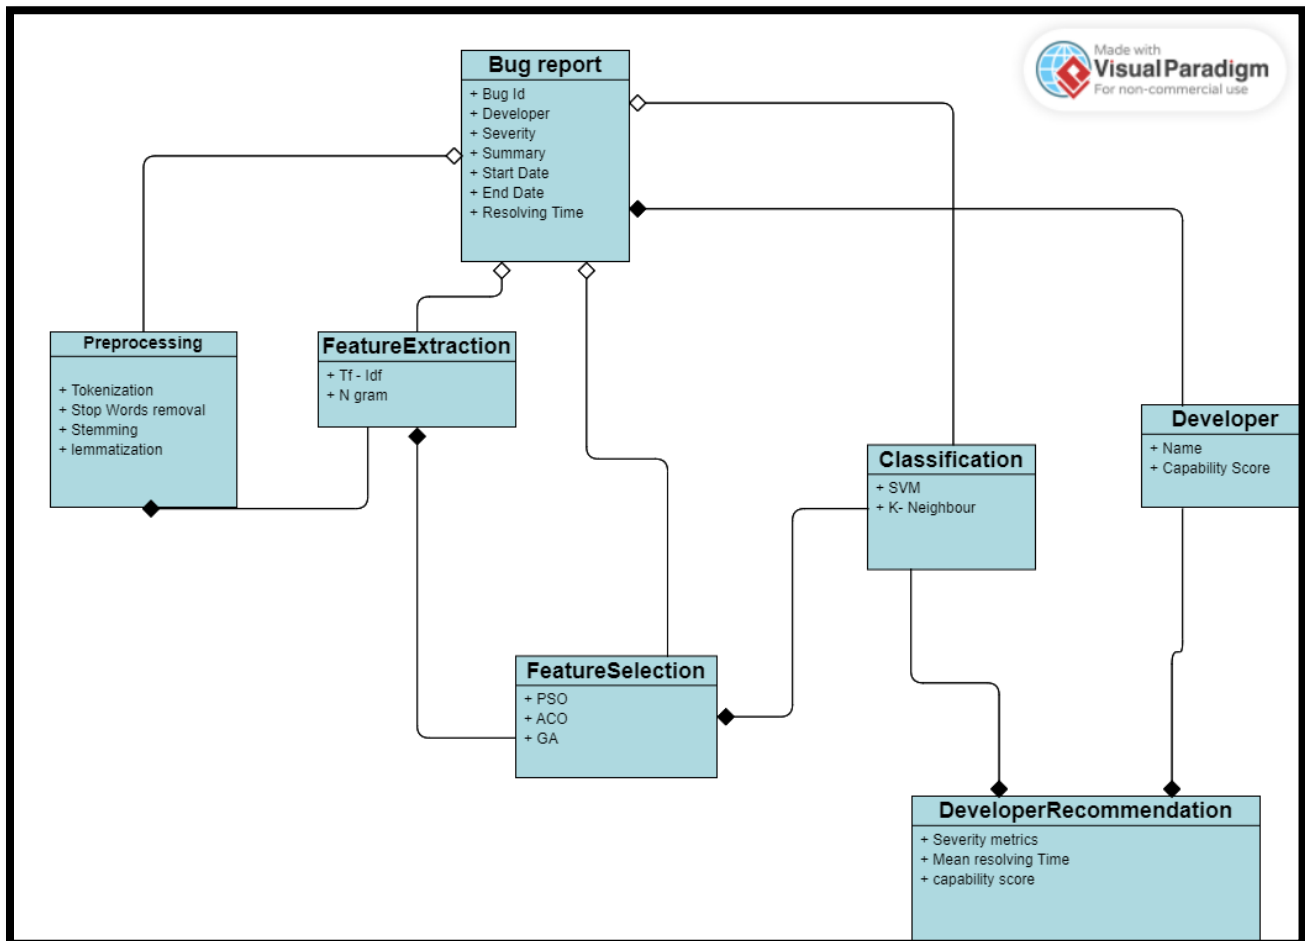 Made with
VisualParadigm
For non-commercial use
Bug report
+ Bug Id
+ Developer
+ Severity
+ Summary
+ Start Date
+ End Date
+ Resolving Time
Preprocessing
+ Tokenization
+ Stop Words removal
+ Stemming
+ lemmatization
FeatureExtraction
+ Tf - Idf
+ N gram
Developer
+ Name
+ Capability Score
Classification
+ SVM
+ K- Neighbour
FeatureSelection
+ PSO
+ ACO
+ GA
DeveloperRecommendation
+ Severity metrics
+ Mean resolving Time
+ capability score